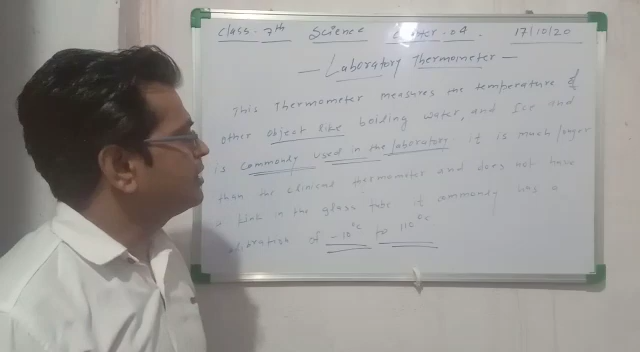 Class. 7th Science Chapter. 04. 17/10/20
— Laboratory Thermometer —
This Thermometer measures the temperature of
other object like boiling water, and Ice and
is commonly used in the laboratory it is much longer
than the clinical thermometer and does not have
a kink in the glass tube it commonly has a
calibration of -10°C to 110°C